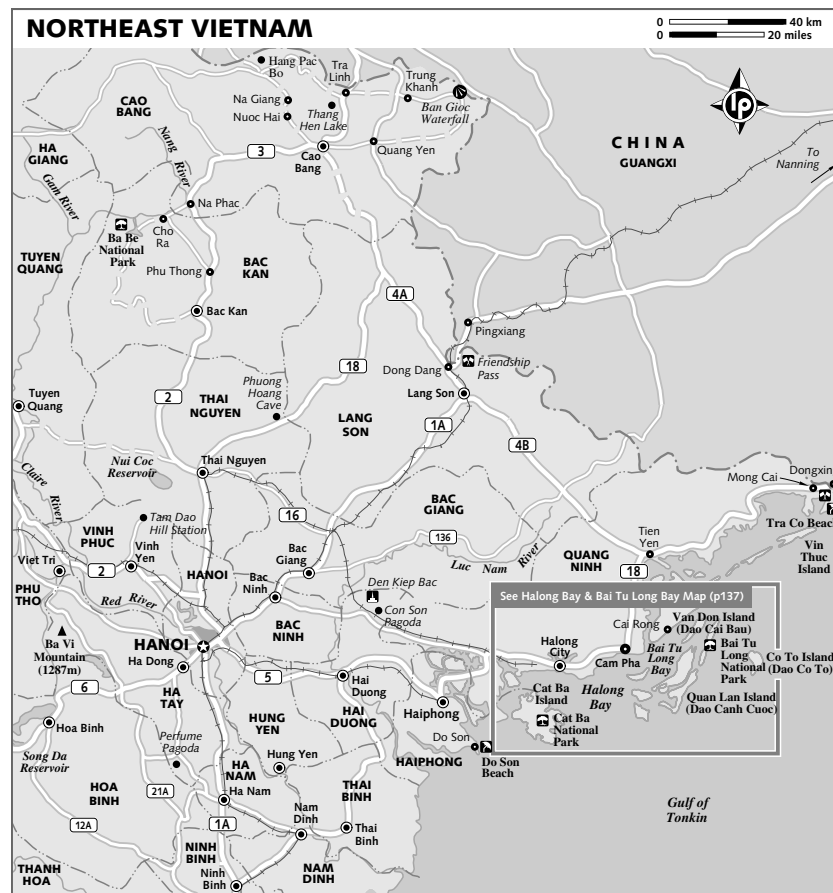 NORTHEAST VIETNAM
0 40 km
0 20 miles
Hang Pac
Bo
Tra
Linh
Trung
Khanh
Na Giang
Nuoc Hai
Thang
Hen Lake
Ban Gioc
Waterfall
lp
CAO
BANG
CHINA
GUANGXI
To
Nanning
HA
GIANG
Nang
River
3
Cao
Bang
Quang Yen
Gam River
Na Phac
Cho
Ra
Ba Be
National
Park
TUYEN
QUANG
Phu Thong
BAC
KAN
4A
Bac Kan
Pingxiang
18
Dong Dang
Friendship
Pass
Tuyen
Quang
2
THAI
NGUYEN
Phuong
Hoang
Cave
LANG
SON
Lang Son
1A
4B
Nui Coc
Reservoir
Thai Nguyen
Claire
River
BAC
GIANG
Mong Cai
Dongxin
Tra Co Beach
Vin
Thuc
Island
Tam Dao
Hill Station
16
VINH
PHUC
136
Tien
Yen
Viet Tri
2
Vinh
Yen
HANOI
Bac
Giang
Luc Nam River
QUANG
NINH
18
PHU
THO
Red River
Bac
Ninh
Den Kiep Bac
Con Son
Pagoda
See Halong Bay & Bai Tu Long Bay Map (p137)
BAC
NINH
Cai Rong
Van Don Island
(Dao Cai Bau)
HANOI
Ba Vi
Mountain
(1287m)
Ha Dong
Halong
City
Cam Pha
Bai Tu
Long
Bay
Bai Tu
Long
National
Park
Co To Island
(Dao Co To)
6
HA
TAY
5
Hai
Duong
Cat Ba
Island
Halong
Bay
Quan Lan Island
(Dao Canh Cuoc)
Hoa Binh
HUNG
YEN
HAI
DUONG
Haiphong
Cat Ba
National
Park
Song Da
Reservoir
Perfume
Pagoda
HA
NAM
Hung Yen
Do Son
HAIPHONG
Do Son
Beach
HOA
BINH
21A
Ha Nam
THAI
BINH
Gulf of
Tonkin
12A
1A
Nam
Dinh
Thai
Binh
NINH
BINH
THANH
HOA
Ninh
Binh
NAM
DINH